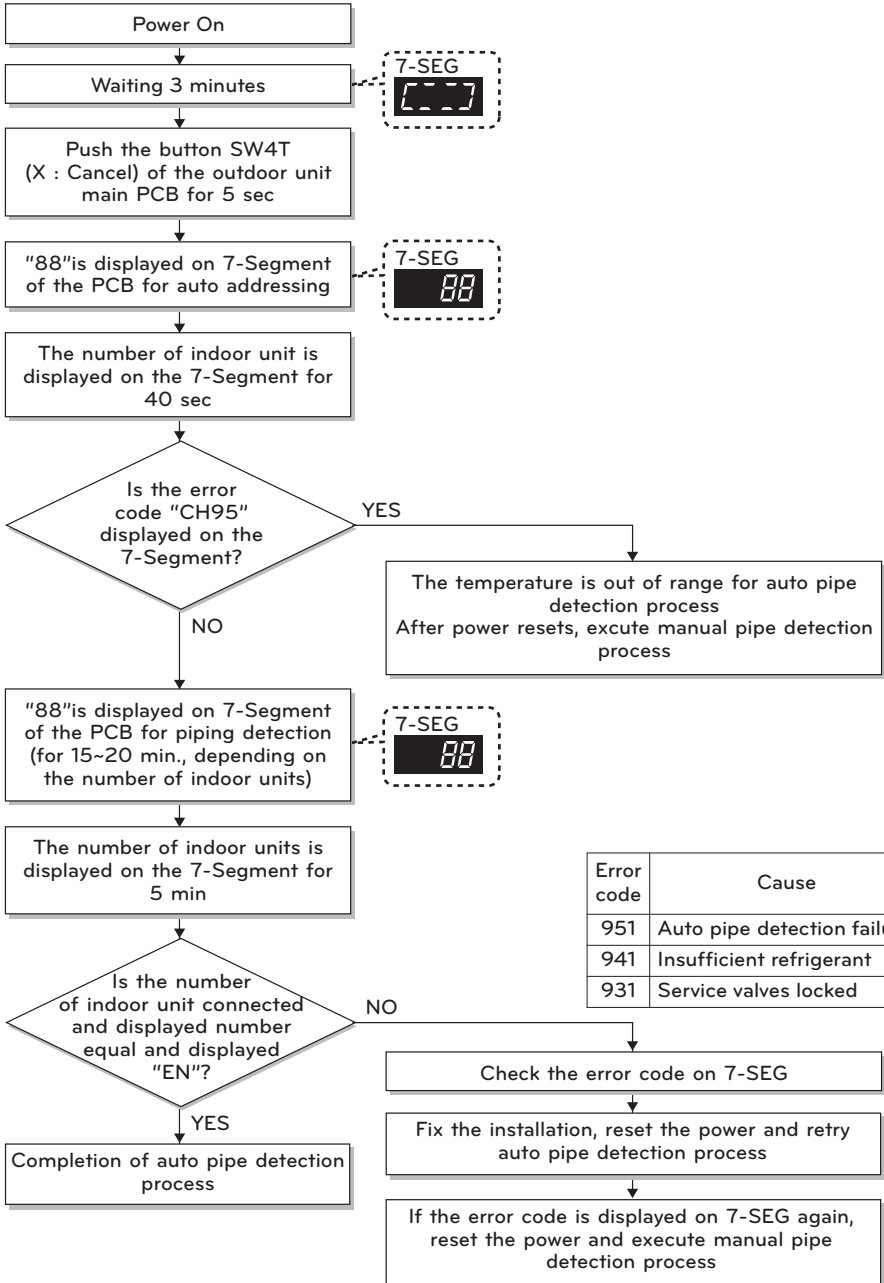 Power On
Waiting 3 minutes
7-SEG
Push the button SW4T
(X : Cancel) of the outdoor unit
main PCB for 5 sec
"88"is displayed on 7-Segment
of the PCB for auto addressing
7-SEG
88
The number of indoor unit is
displayed on the 7-Segment for
40 sec
Is the error
code "CH95"
displayed on the
7-Segment?
YES
The temperature is out of range for auto pipe
detection process
After power resets, excute manual pipe detection
process
NO
"88"is displayed on 7-Segment
of the PCB for piping detection
(for 15~20 min., depending on
the number of indoor units)
7-SEG
88
The number of indoor units is
displayed on the 7-Segment for
5 min
Error
code
Cause
951 Auto pipe detection
941 Insufficient refrigerant
931 Service valves locked
Is the number
of indoor unit connected
and displayed number
equal and displayed
"EN"?
NO
Check the error code on 7-SEG
Fix the installation, reset the power and retry
auto pipe detection process
If the error code is displayed on 7-SEG again,
reset the power and execute manual pipe
detection process
YES
Completion of auto pipe detection
process